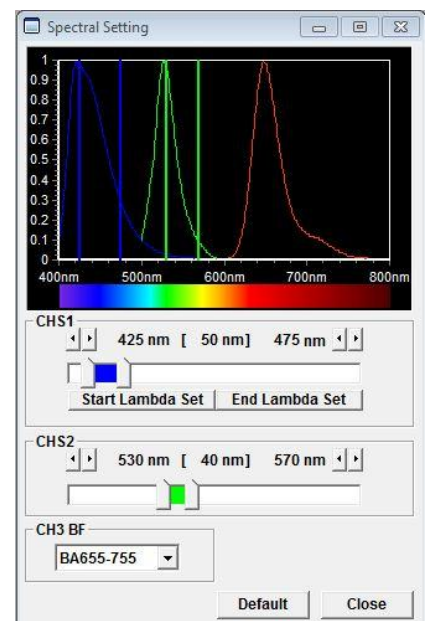 Spectral Setting
1
0.9
0.8
0.7
0.6
0.5
0.4
0.3
0.2
0.1
0
400nm 500nm 600nm 700nm 800nm
CHS1
425 nm [ 50 nm] 475 nm
Start Lambda Set End Lambda Set
CHS2
530 nm [ 40 nm] 570 nm
CH3 BF
BA655-755
Default Close